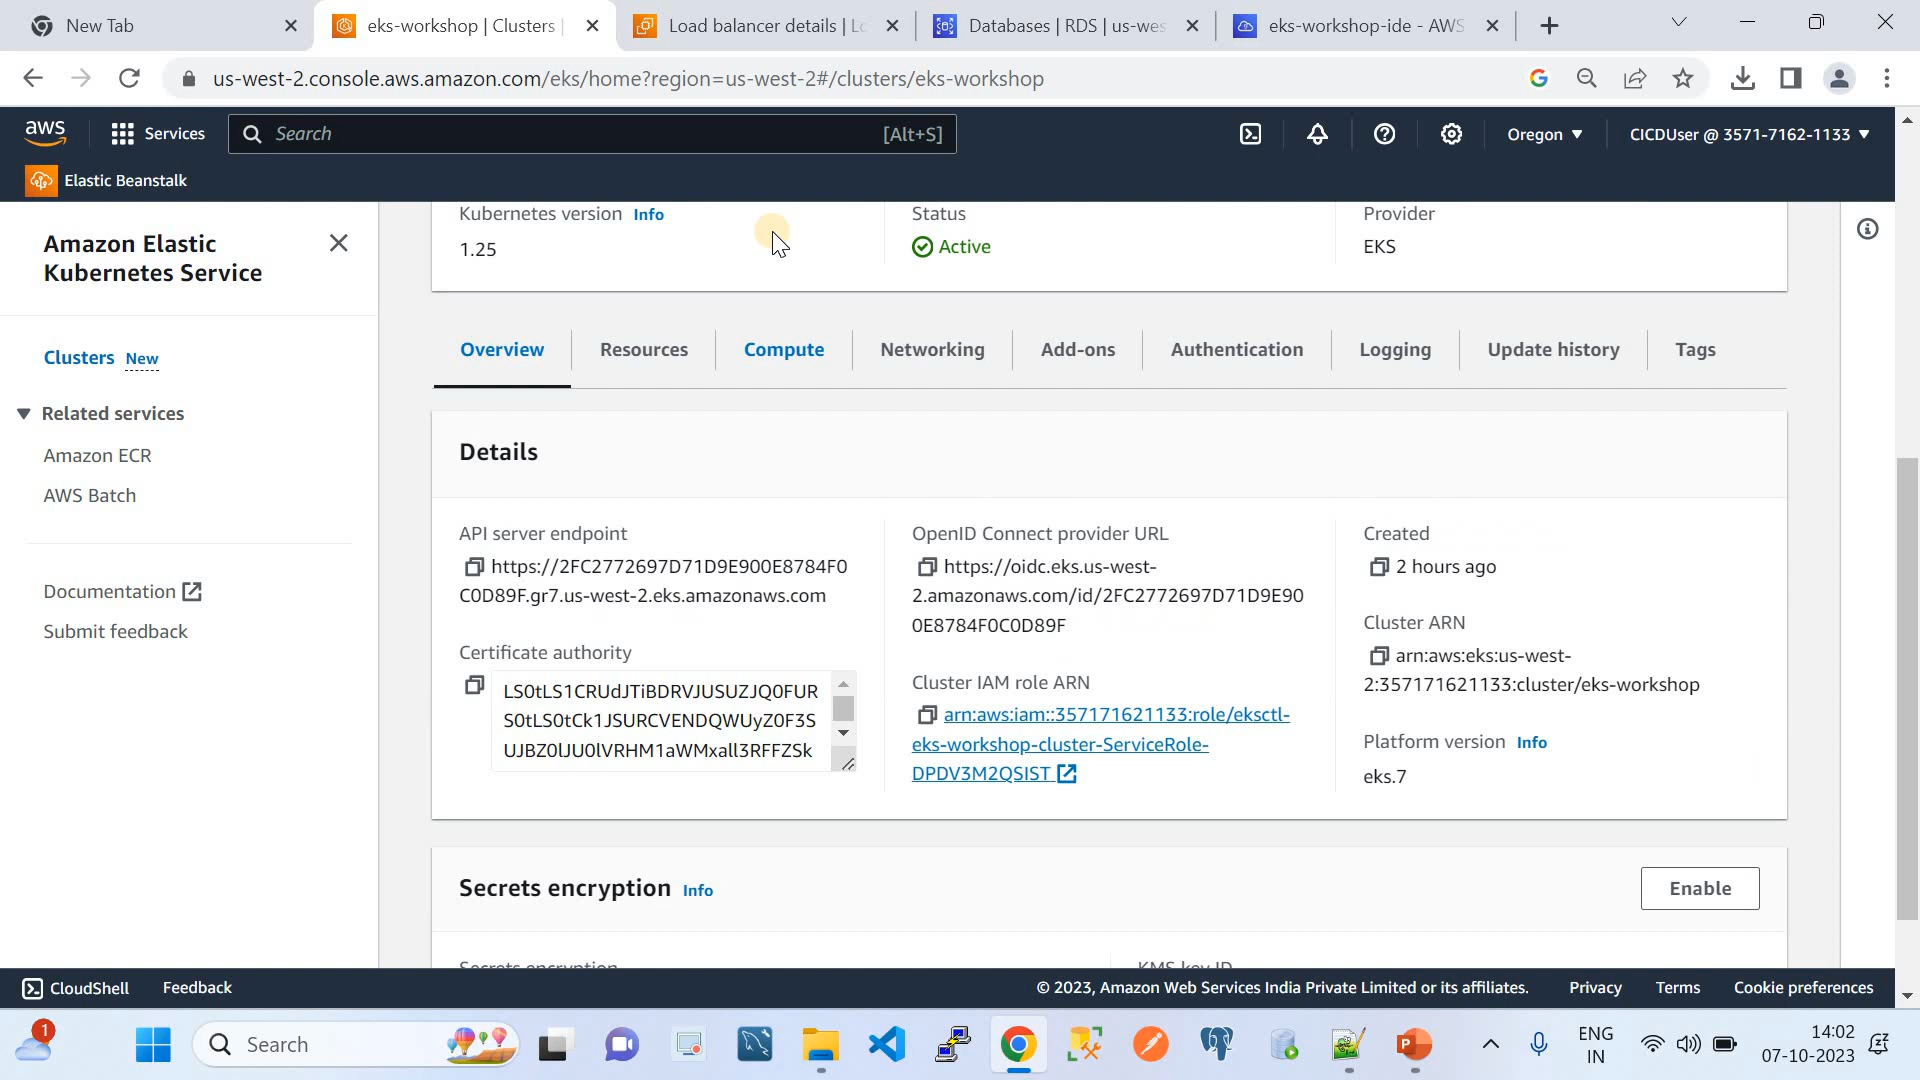 New Tab
eks-workshop | Clusters |
Load balancer details | Lo
Databases | RDS | us-wes
eks-workshop-ide - AWS
us-west-2.console.aws.amazon.com/eks/home?region=us-west-2#/clusters/eks-workshop
aws
Services
Search
[Alt+S]
Oregon
CICDUser @ 3571-7162-1133
Elastic Beanstalk
Amazon Elastic
Kubernetes Service
Clusters New
Related services
Amazon ECR
AWS Batch
Documentation
Submit feedback
Kubernetes version Info
1.25
Status
Active
Provider
EKS
Overview
Resources
Compute
Networking
Add-ons
Authentication
Logging
Update history
Tags
Details
API server endpoint
https://2FC2772697D71D9E900E8784F0
C0D89F.gr7.us-west-2.eks.amazonaws.com
Certificate authority
LS0tLS1CRUdJTiBDRVJUSUZJQ0FUR
S0tLS0tCk1JSURCVENDQWUyZ0F3S
UJBZ0lJU0lVRHM1aWMxall3RFFZSk
OpenID Connect provider URL
https://oidc.eks.us-west-
2.amazonaws.com/id/2FC2772697D71D9E90
0E8784F0C0D89F
Cluster IAM role ARN
arn:aws:iam::357171621133:role/eksctl-
eks-workshop-cluster-ServiceRole-
DPDV3M2QSIST
Created
2 hours ago
Cluster ARN
arn:aws:eks:us-west-
2:357171621133:cluster/eks-workshop
Platform version Info
eks.7
Secrets encryption Info
Enable
Secrets encryption
KMS key ID
CloudShell
Feedback
© 2023, Amazon Web Services India Private Limited or its affiliates.
Privacy
Terms
Cookie preferences
1
Search
ENG
IN
14:02
07-10-2023